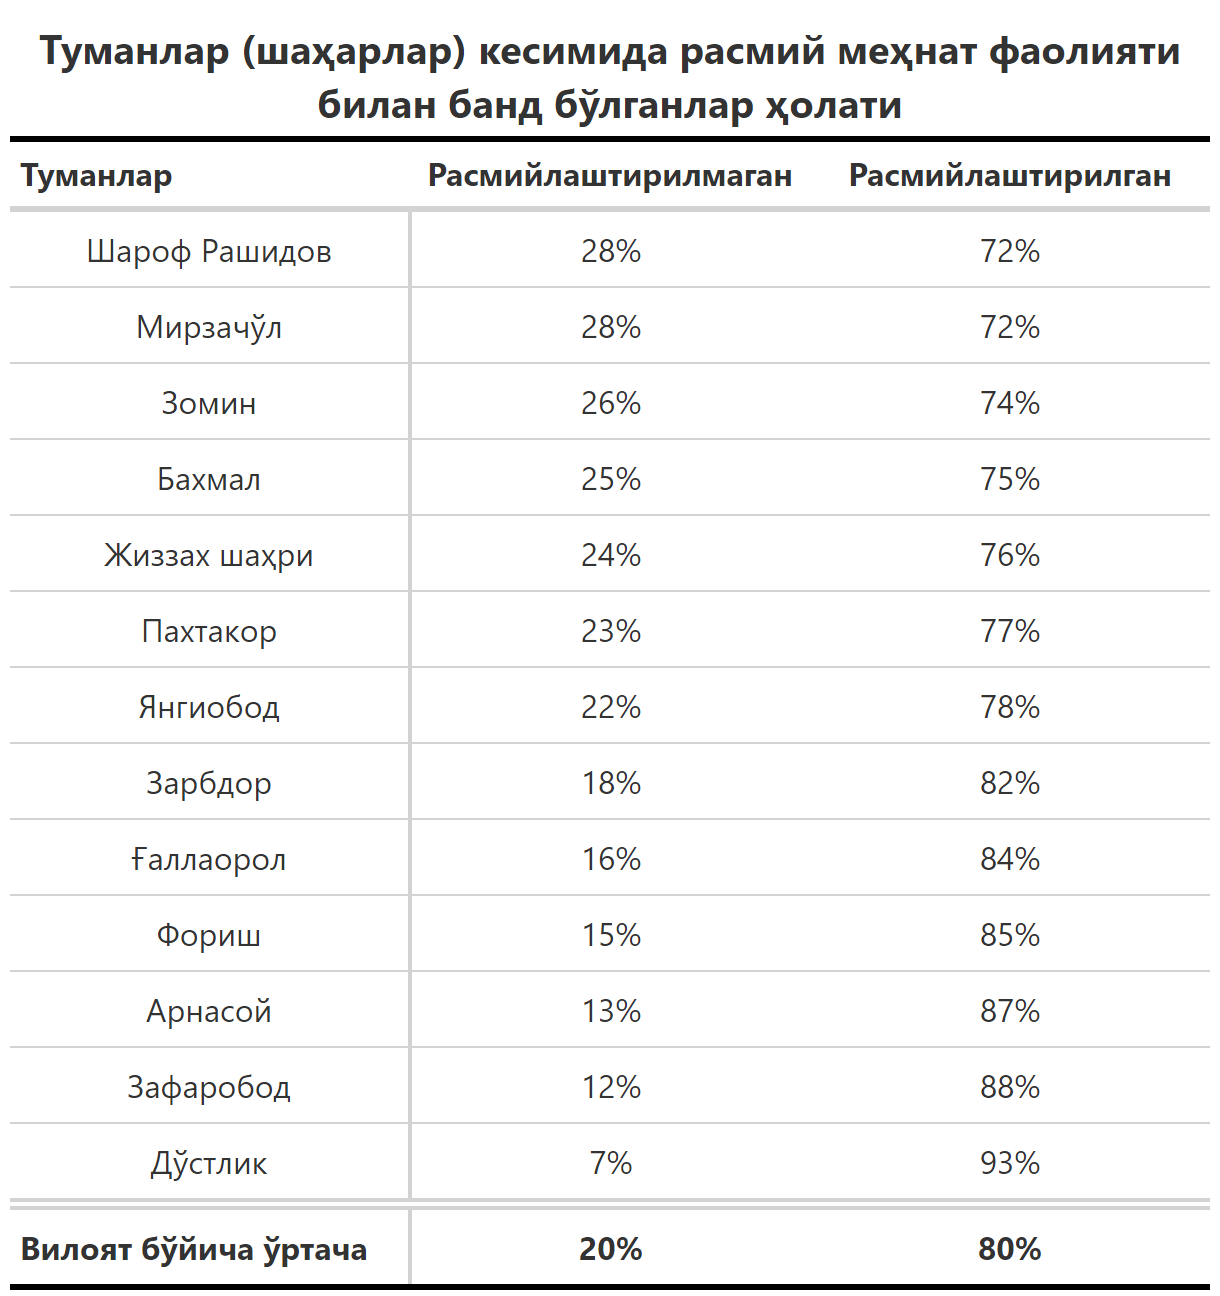 Туманлар (шаҳарлар) кесимида расмий меҳнат фаолияти
билан банд бўлганлар ҳолати
Туманлар Расмийлаштирилмаган Расмийлаштирилган
Шароф Рашидов 28% 72%
Мирзачўл 28% 72%
Зомин 26% 74%
Бахмал 25% 75%
Жиззах шаҳри 24% 76%
Пахтакор 23% 77%
Янгиобод 22% 78%
Зарбдор 18% 82%
Ғаллаорол 16% 84%
Фориш 15% 85%
Арнасой 13% 87%
Зафаробод 12% 88%
Дўстлик 7% 93%
Вилоят бўйича ўртача 20% 80%